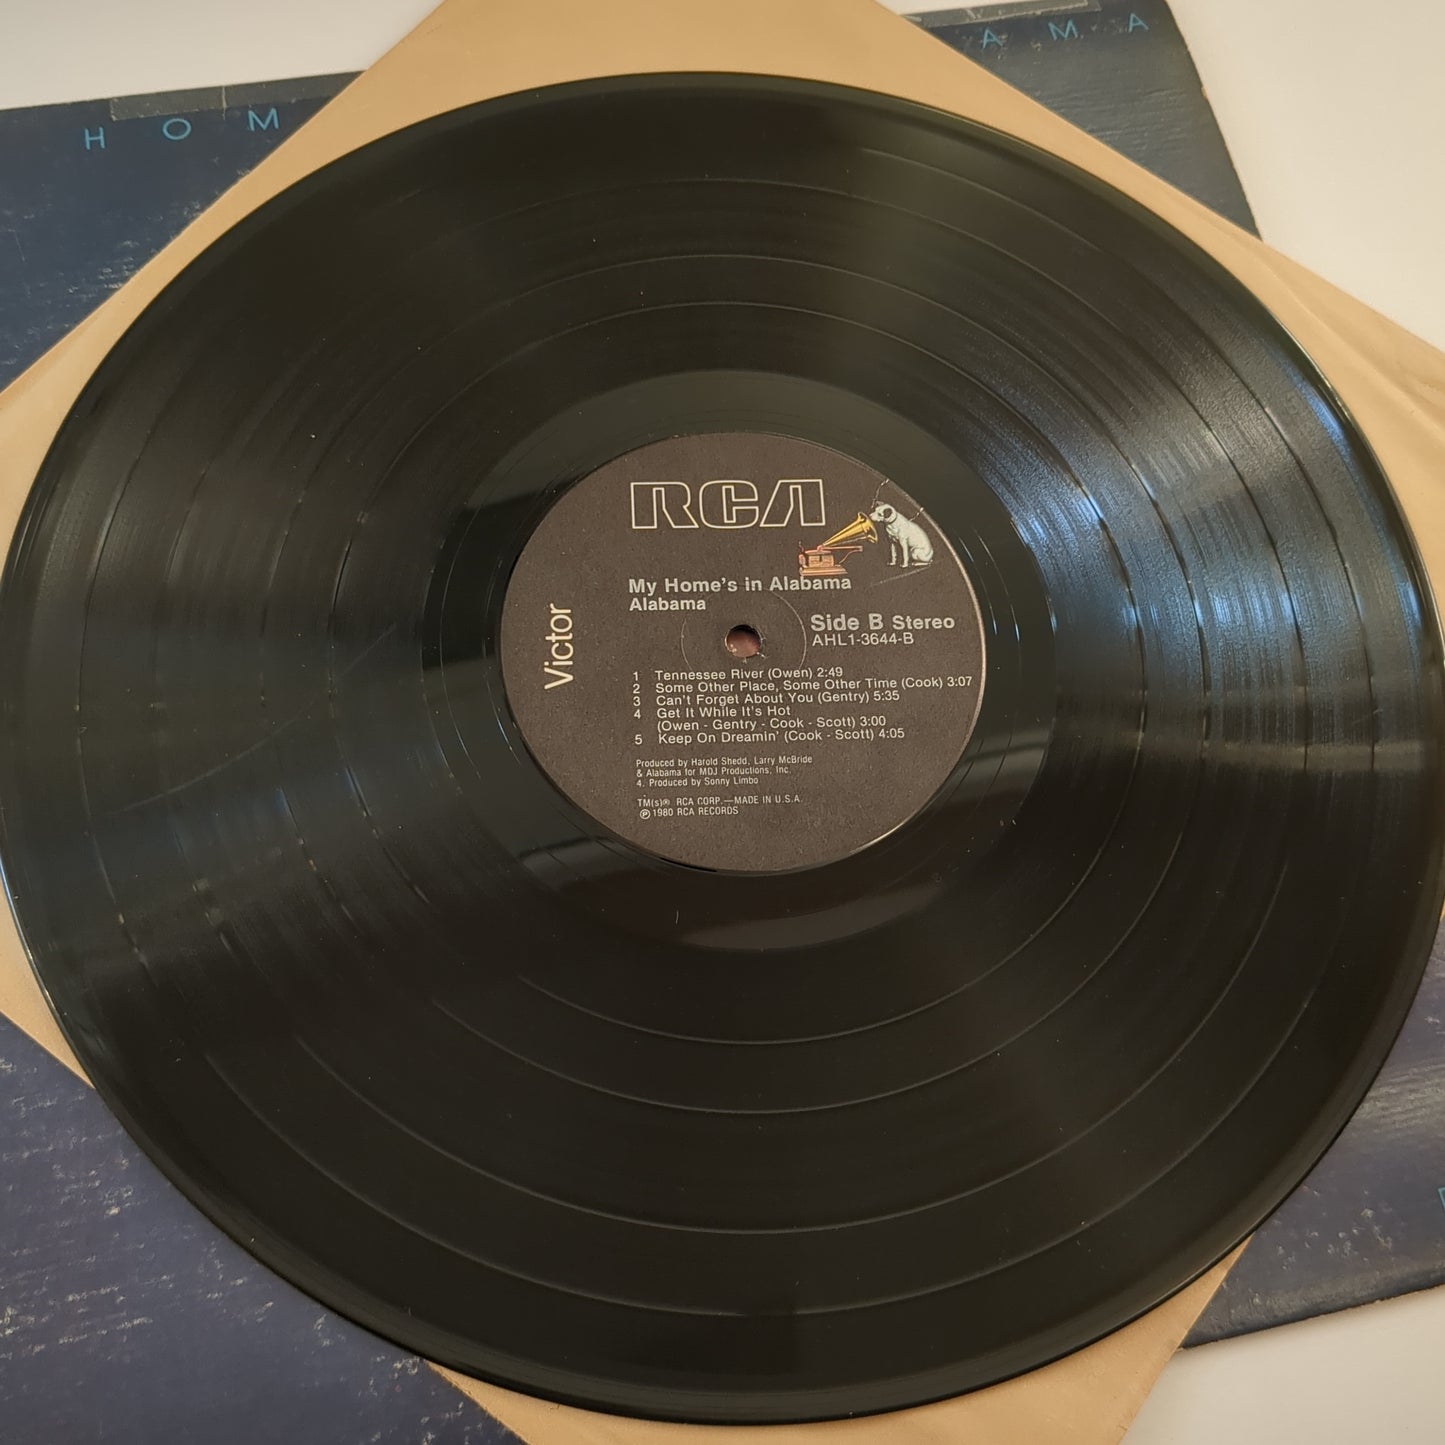 H O M
A M A
RCA
My Home's in Alabama
Alabama
Victor
Side B Stereo
AHL1-3644-B
1 Tennessee River (Owen) 2:49
2 Some Other Place, Some Other Time (Cook) 3:07
3 Can't Forget About You (Gentry) 5:35
4 Get It While It's Hot
(Owen - Gentry - Cook - Scott) 3:00
5 Keep On Dreamin' (Cook - Scott) 4:05
Produced by Harold Shedd, Larry McBride
& Alabama for MDJ Productions, Inc.
4. Produced by Sonny Limbo
TM(s)® RCA CORP.—MADE IN U.S.A.
℗ 1980 RCA RECORDS